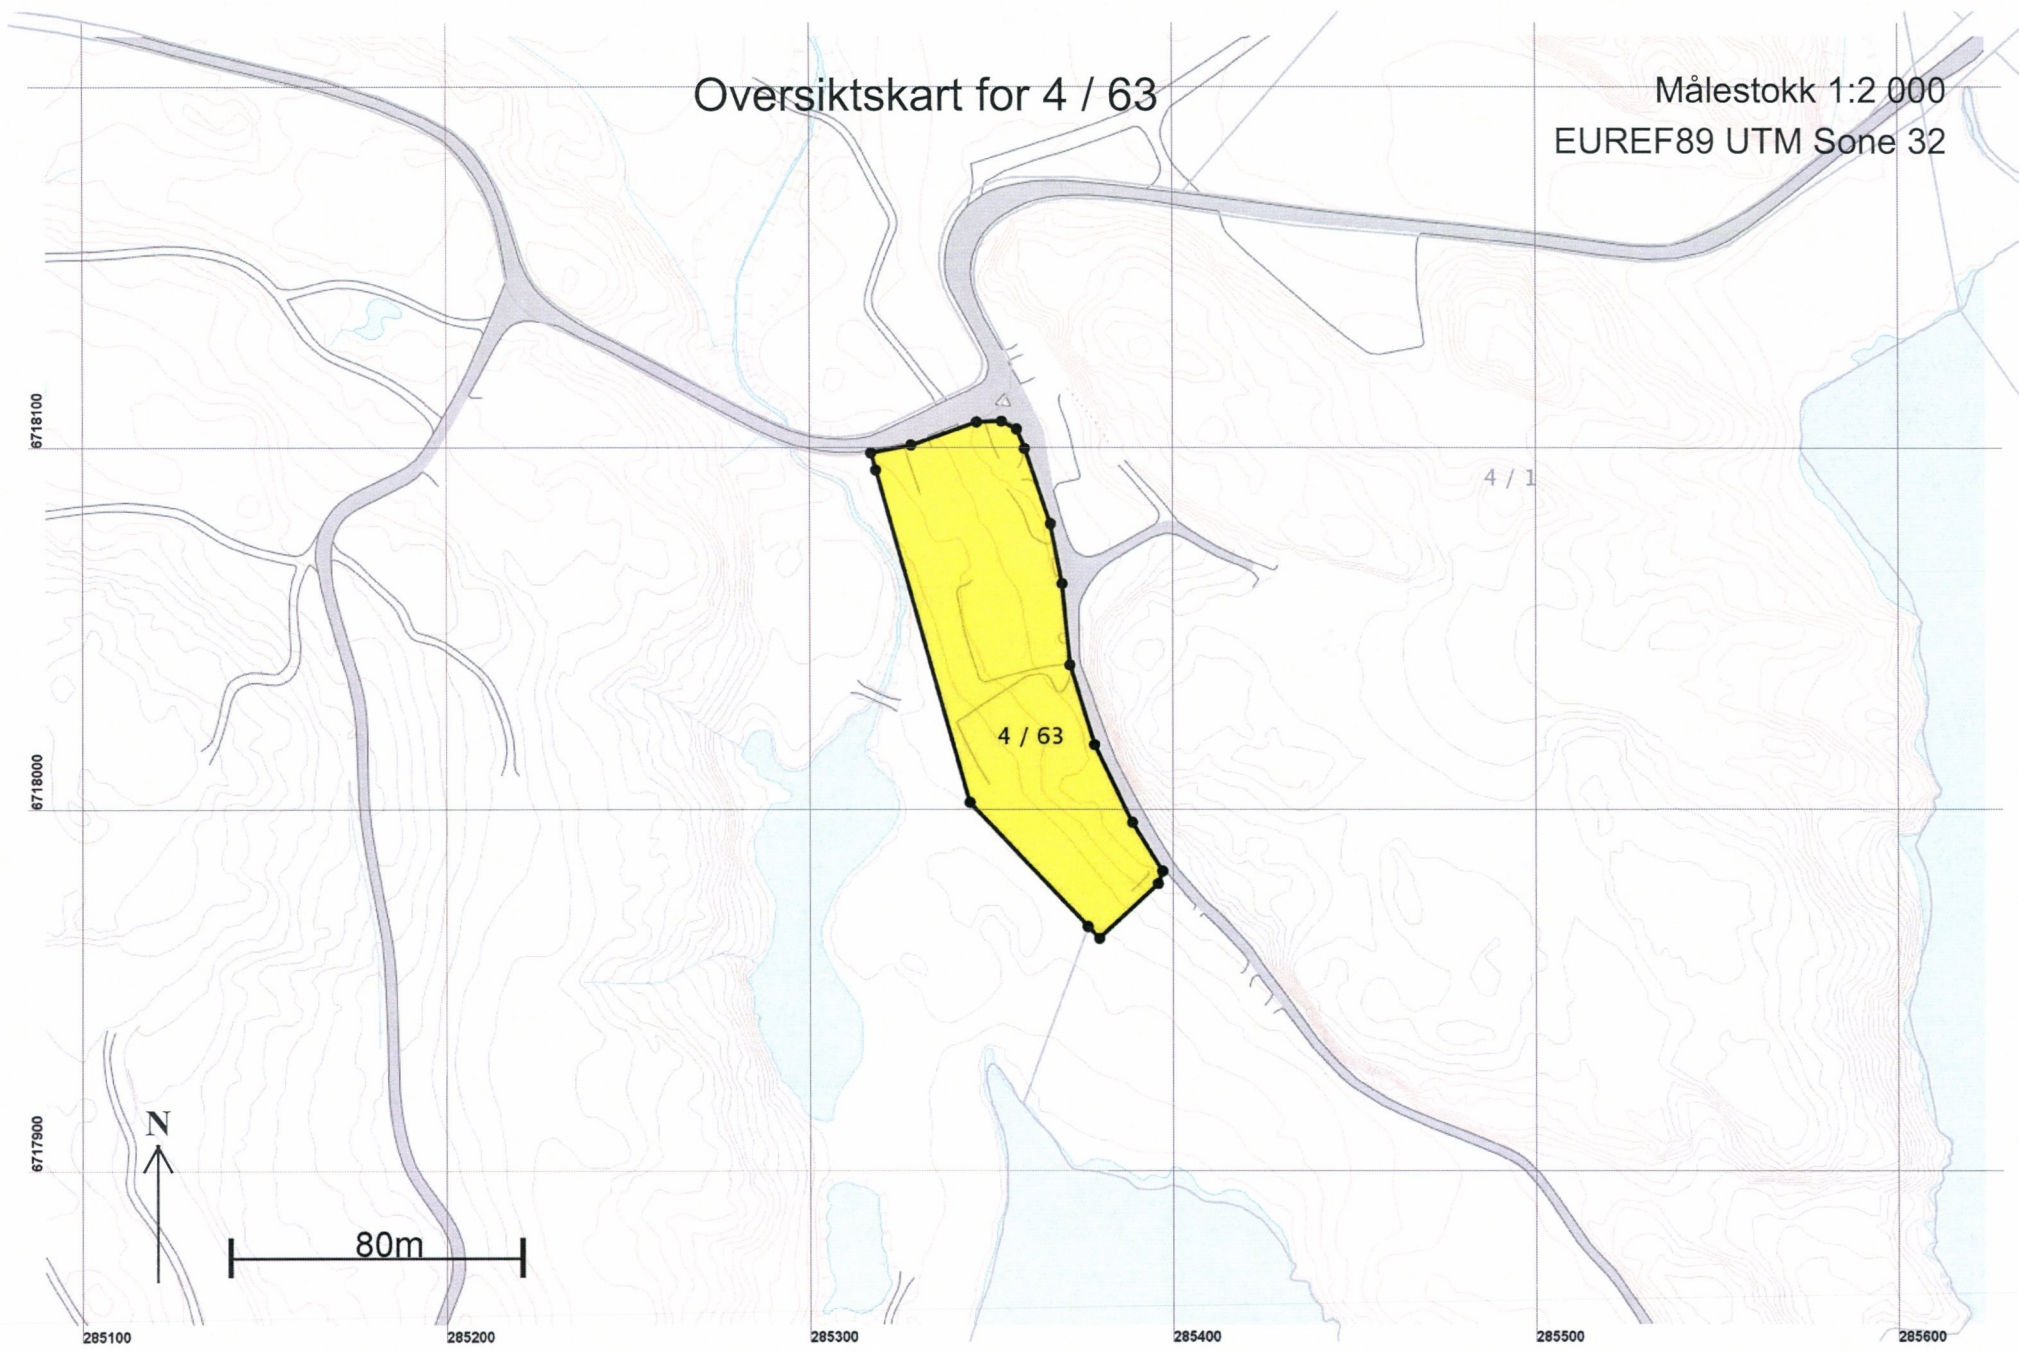 Oversiktskart for 4 / 63
Målestokk 1:2 000
EUREF89 UTM Sone 32
6718100
4 / 1
4 / 63
6718000
6717900
N
80m
285100
285200
285300
285400
285500
285600